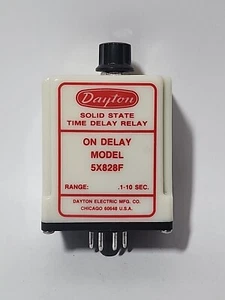 Dayton
SOLID STATE
TIME DELAY RELAY
ON DELAY
MODEL
5X828F
RANGE: .1-10 SEC.
DAYTON ELECTRIC MFG. CO.
CHICAGO 60648 U.S.A.